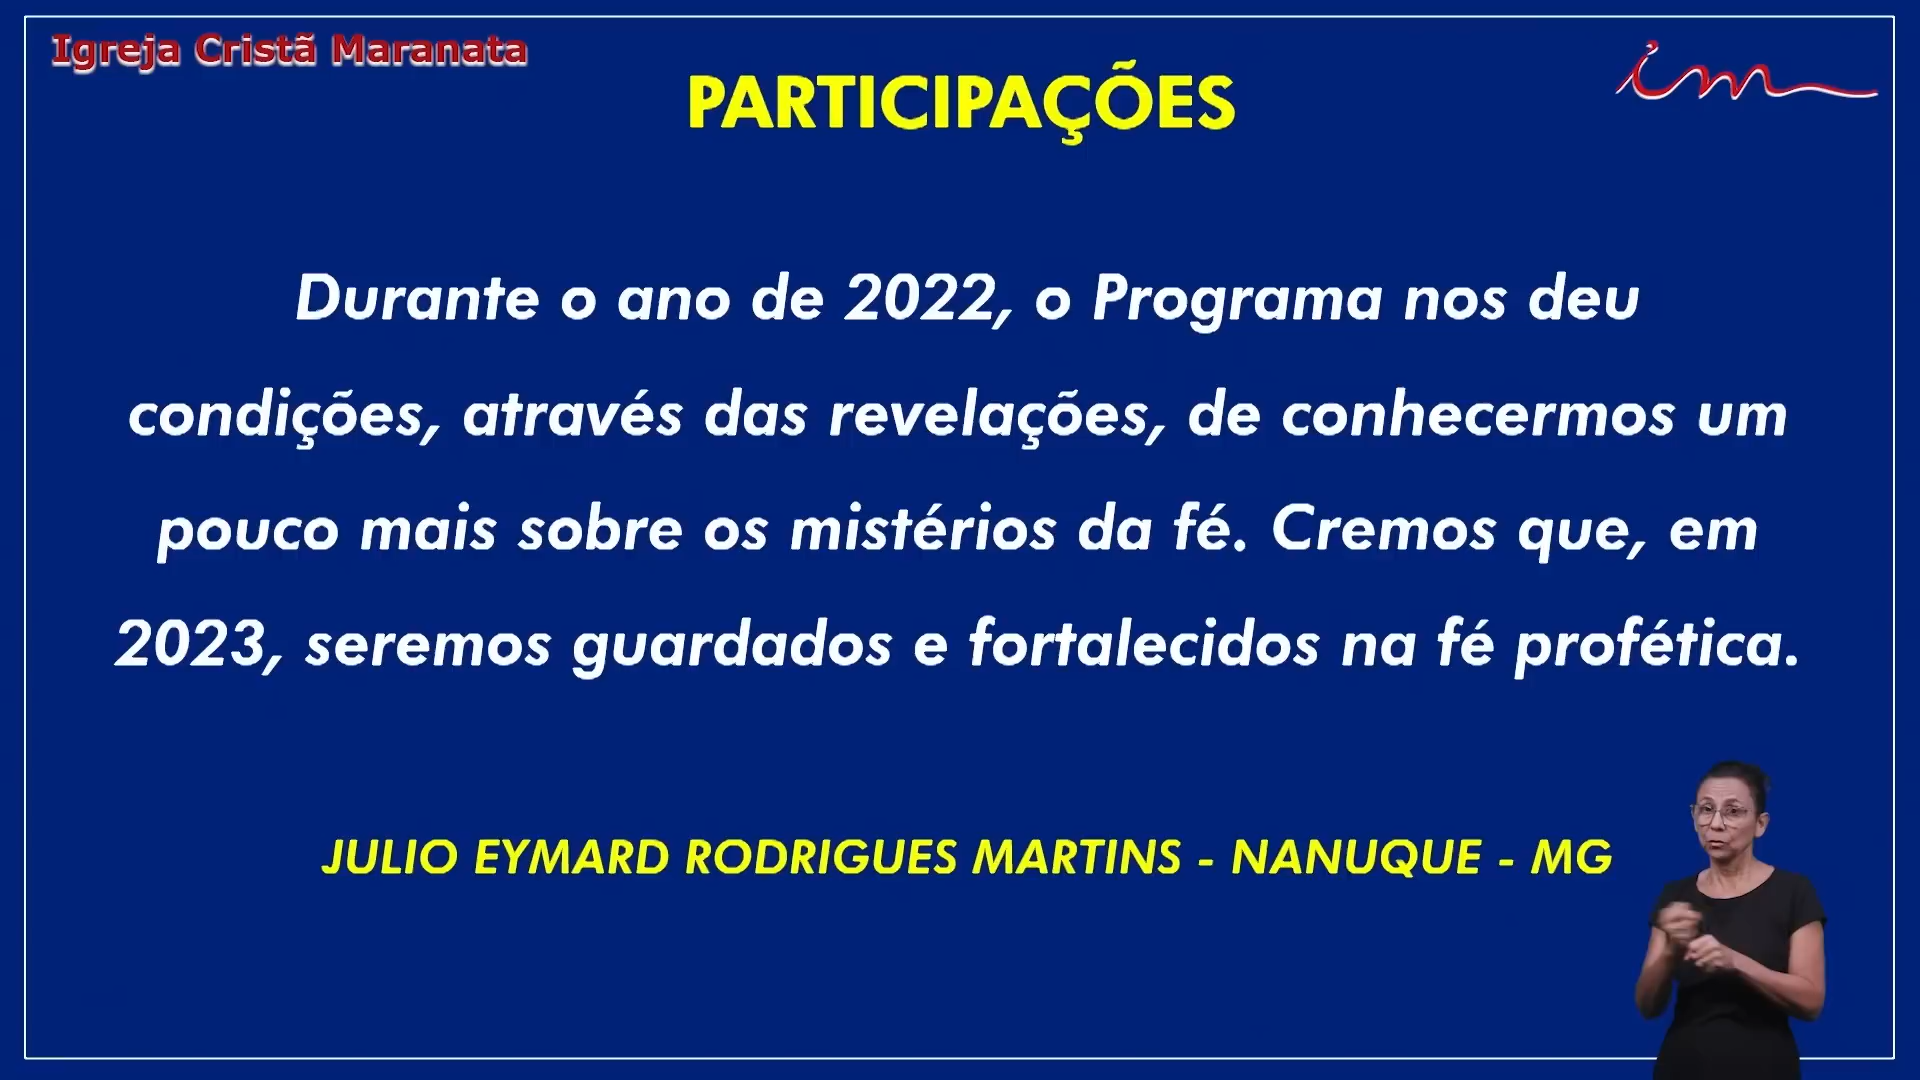 Igreja Cristã Maranata
PARTICIPAÇÕES
Durante o ano de 2022, o Programa nos deu
condições, através das revelações, de conhecermos um
pouco mais sobre os mistérios da fé. Cremos que, em
2023, seremos guardados e fortalecidos na fé profética.
JULIO EYMARD RODRIGUES MARTINS - NANUQUE - MG